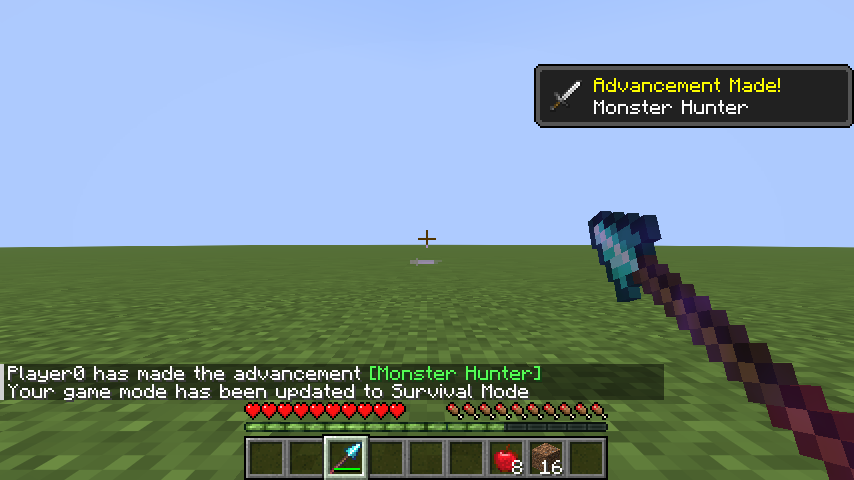 Advancement Made!
Monster Hunter
Player0 has made the advancement [Monster Hunter]
Your game mode has been updated to Survival Mode
8
16